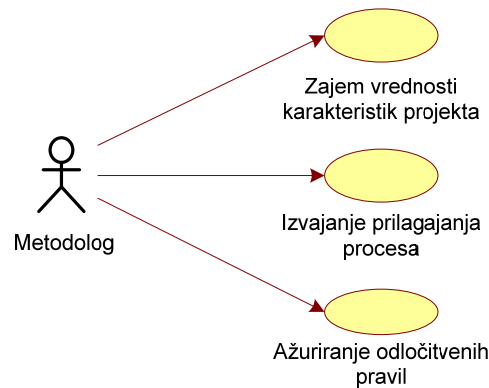 Zajem vrednosti
karakteristik projekta
Metodolog
Izvajanje prilagajanja
procesa
Ažuriranje odločitvenih
pravil